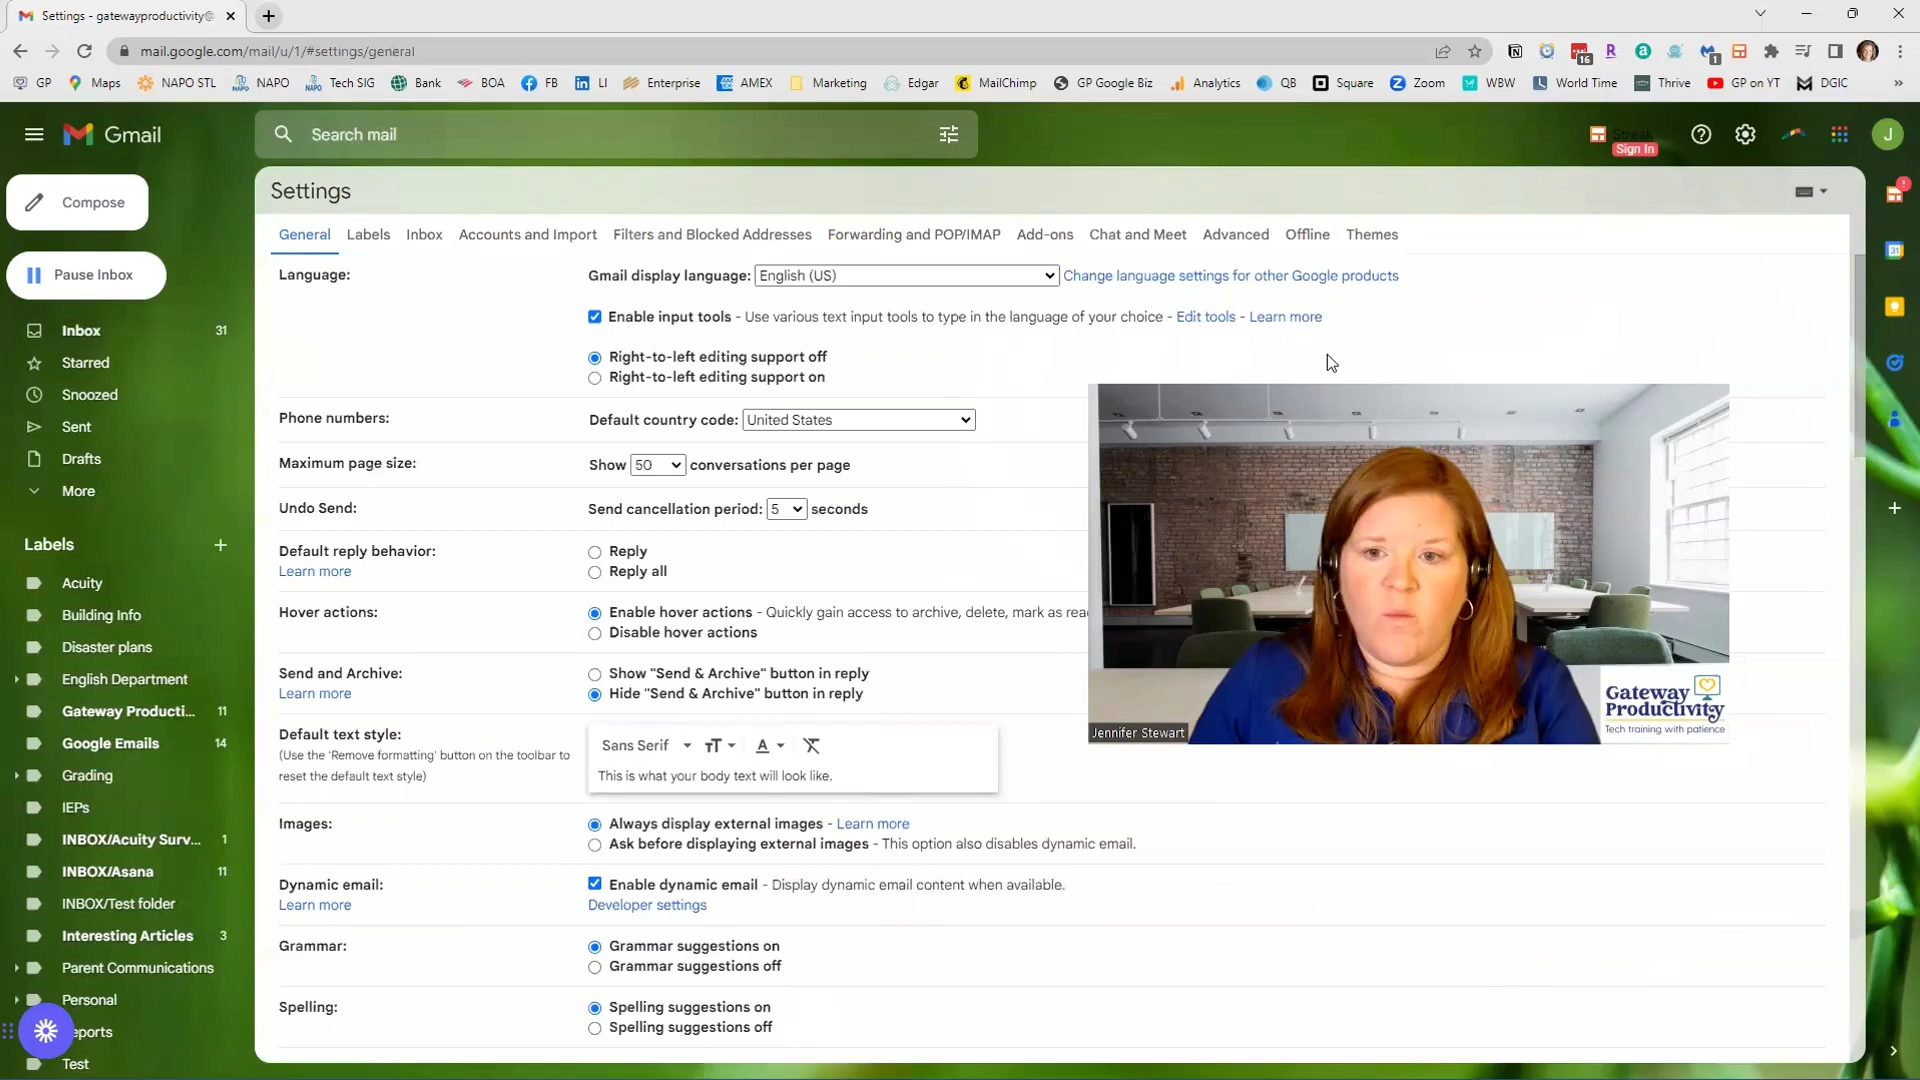 Settings - gatewayproductivity@
mail.google.com/mail/u/1/#settings/general
16
1
GP Maps NAPO STL NAPO Tech SIG Bank BOA FB LI Enterprise AMEX Marketing Edgar MailChimp GP Google Biz Analytics QB Square Zoom WBW World Time Thrive GP on YT DGIC »
Gmail
Search mail
Streak
Sign In
J
Compose
Pause Inbox
Inbox 31
Starred
Snoozed
Sent
Drafts
More
Labels +
Acuity
Building Info
Disaster plans
English Department
Gateway Producti... 11
Google Emails 14
Grading
IEPs
INBOX/Acuity Surv... 1
INBOX/Asana 11
INBOX/Test folder
Interesting Articles 3
Parent Communications
Personal
eports
Test
Settings
General Labels Inbox Accounts and Import Filters and Blocked Addresses Forwarding and POP/IMAP Add-ons Chat and Meet Advanced Offline Themes
Language:
Gmail display language: English (US) Change language settings for other Google products
Enable input tools - Use various text input tools to type in the language of your choice - Edit tools - Learn more
Right-to-left editing support off
Right-to-left editing support on
Phone numbers:
Default country code: United States
Maximum page size:
Show 50 conversations per page
Undo Send:
Send cancellation period: 5 seconds
Default reply behavior:
Learn more
Reply
Reply all
Hover actions:
Enable hover actions - Quickly gain access to archive, delete, mark as rea
Disable hover actions
Send and Archive:
Learn more
Show "Send & Archive" button in reply
Hide "Send & Archive" button in reply
Default text style:
(Use the 'Remove formatting' button on the toolbar to
reset the default text style)
Sans Serif
This is what your body text will look like.
Images:
Always display external images - Learn more
Ask before displaying external images - This option also disables dynamic email.
Dynamic email:
Learn more
Enable dynamic email - Display dynamic email content when available.
Developer settings
Grammar:
Grammar suggestions on
Grammar suggestions off
Spelling:
Spelling suggestions on
Spelling suggestions off
Jennifer Stewart
Gateway
Productivity
Tech training with patience
31